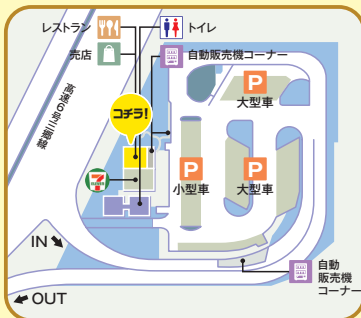 レストラン
トイレ
売店
自動販売機コーナー
高速6号三郷線
コチラ!
P
大型車
7
ELEVEN
P
小型車
P
大型車
IN
自動
販売機
コーナー
OUT